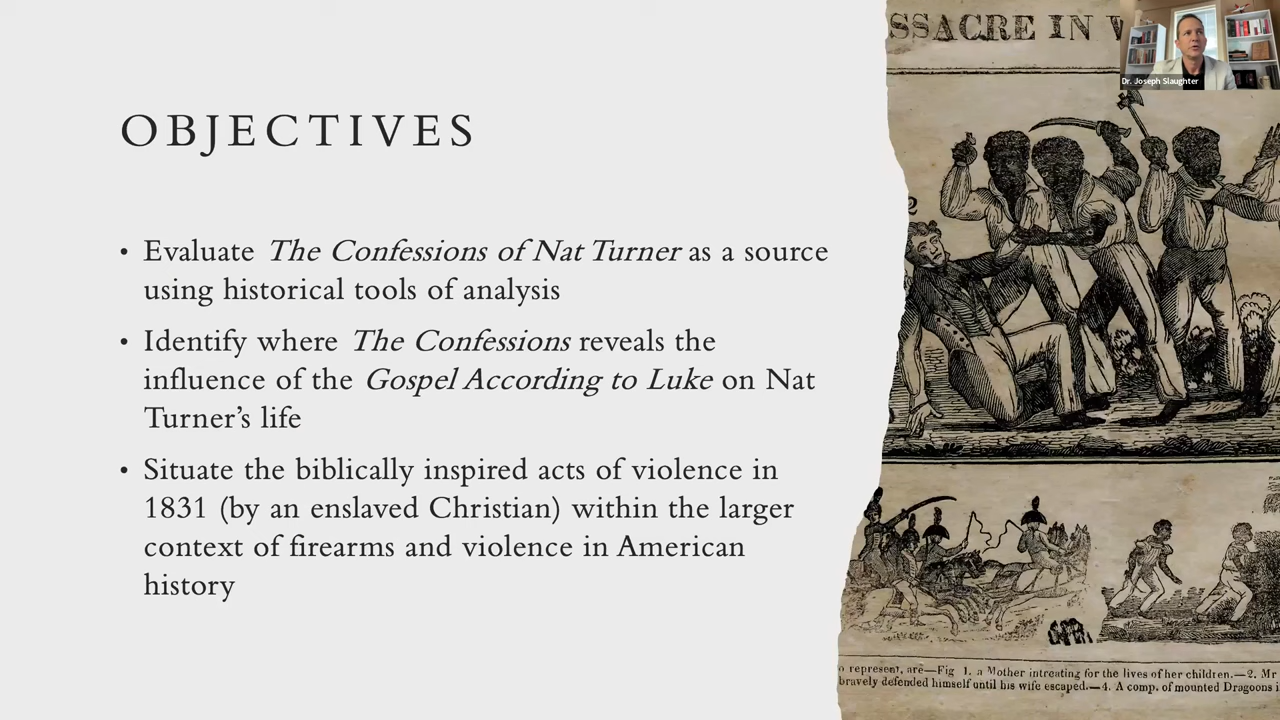 OBJECTIVES
• Evaluate The Confessions of Nat Turner as a source
using historical tools of analysis
• Identify where The Confessions reveals the
influence of the Gospel According to Luke on Nat
Turner’s life
• Situate the biblically inspired acts of violence in
1831 (by an enslaved Christian) within the larger
context of firearms and violence in American
history
SSACRE IN V
Dr. Joseph Slaughter
2
represent, are—Fig 1. a Mother intreating for the lives of her children.—2. Mr
bravely defended himself until his wife escaped.—4. A comp. of mounted Dragoons i